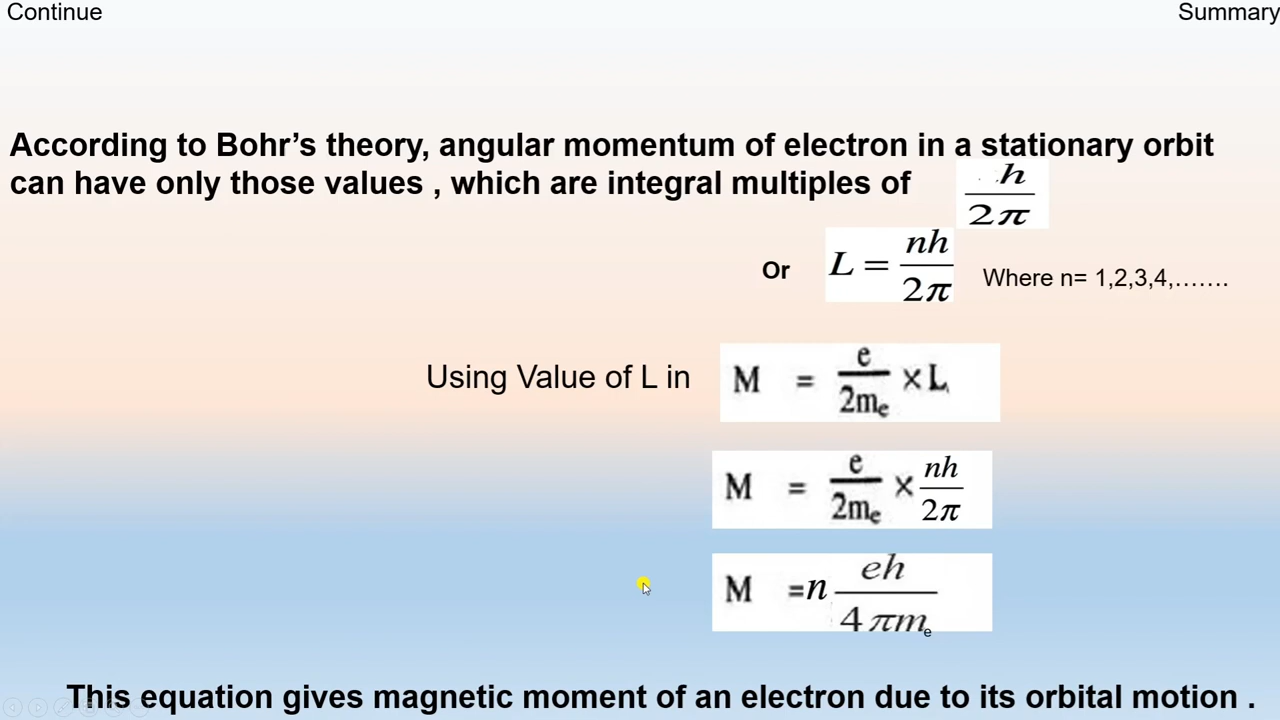 Continue
Summary
According to Bohr’s theory, angular momentum of electron in a stationary orbit
can have only those values , which are integral multiples of h/2π
Or L = nh/2π Where n= 1,2,3,4,…….
Using Value of L in M = e/2mₑ × L
M = e/2mₑ × nh/2π
M =n eh/4πmₑ
This equation gives magnetic moment of an electron due to its orbital motion .